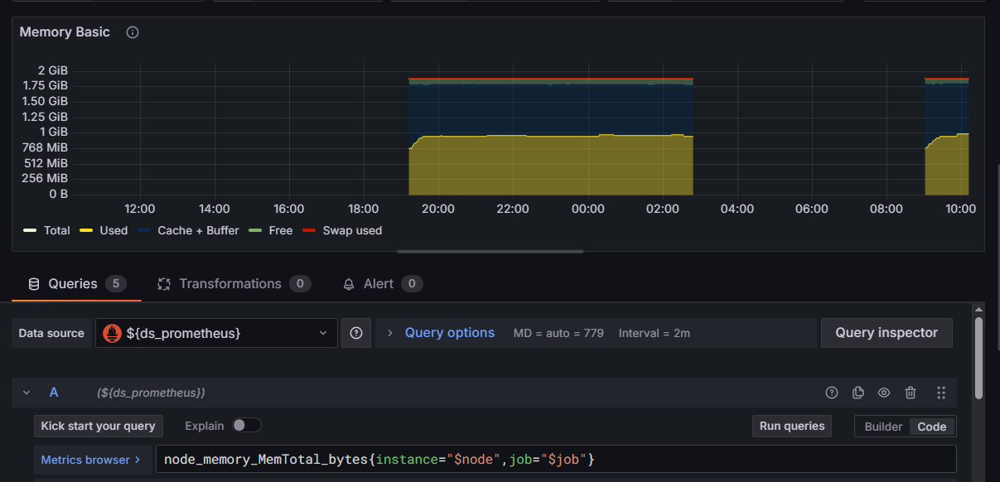 Memory Basic
2 GiB
1.75 GiB
1.50 GiB
1.25 GiB
1 GiB
768 MiB
512 MiB
256 MiB
0 B
12:00 14:00 16:00 18:00 20:00 22:00 00:00 02:00 04:00 06:00 08:00 10:00
Total Used Cache + Buffer Free Swap used
Queries 5 Transformations 0 Alert 0
Data source ${ds_prometheus} Query options MD = auto = 779 Interval = 2m Query inspector
A (${ds_prometheus})
Kick start your query Explain Run queries Builder Code
Metrics browser > node_memory_MemTotal_bytes{instance="$node",job="$job"}